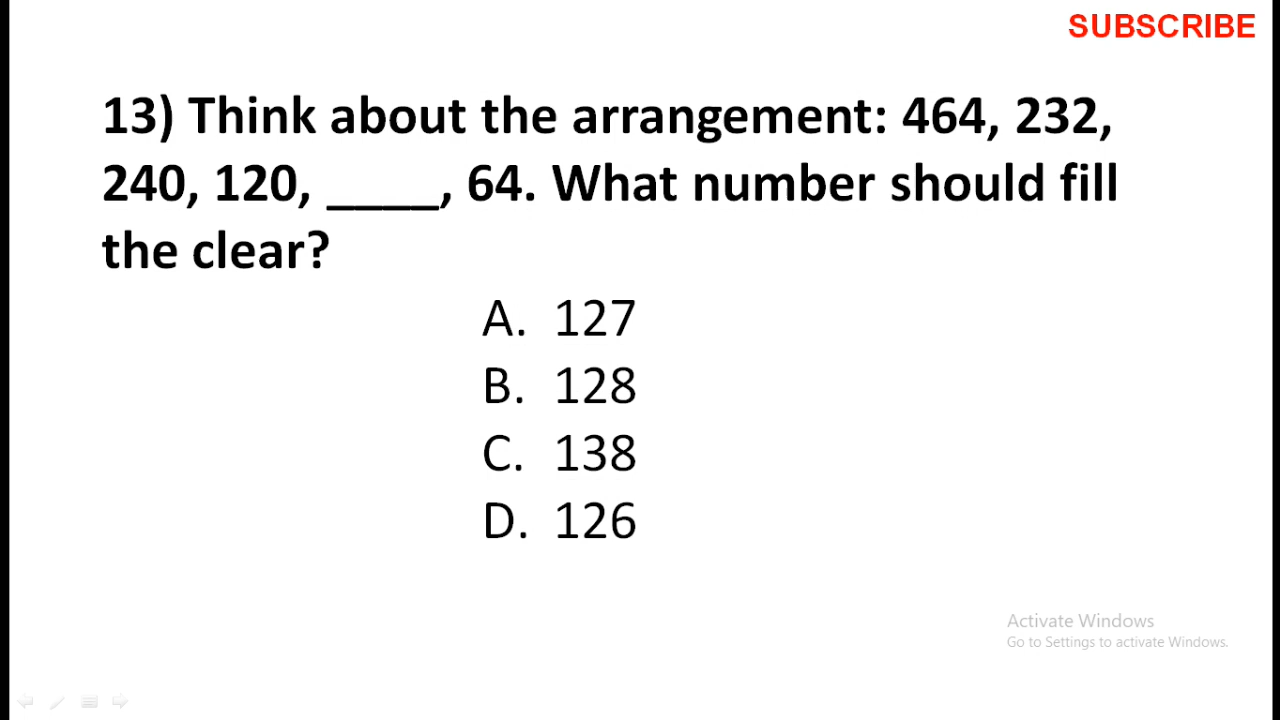 SUBSCRIBE
13) Think about the arrangement: 464, 232,
240, 120, ____, 64. What number should fill
the clear?
A. 127
B. 128
C. 138
D. 126
Activate Windows
Go to Settings to activate Windows.